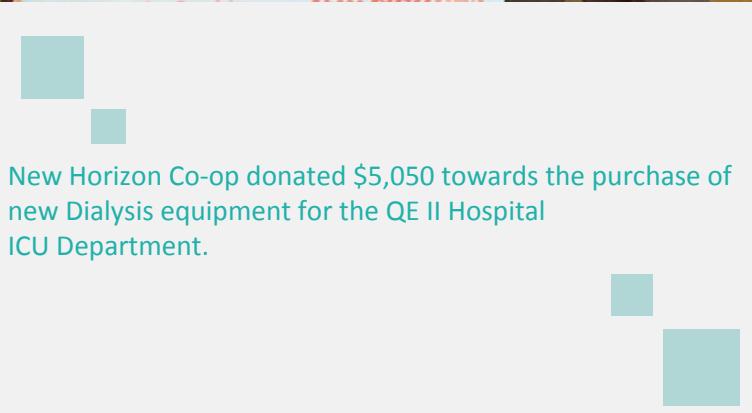 New Horizon Co-op donated $5,050 towards the purchase of
new Dialysis equipment for the QE II Hospital
ICU Department.